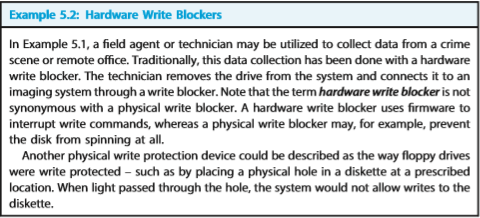 Example 5.2: Hardware Write Blockers
In Example 5.1, a field agent or technician may be utilized to collect data from a crime
scene or remote office. Traditionally, this data collection has been done with a hardware
write blocker. The technician removes the drive from the system and connects it to an
imaging system through a write blocker. Note that the term hardware write blocker is not
synonymous with a physical write blocker. A hardware write blocker uses firmware to
interrupt write commands, whereas a physical write blocker may, for example, prevent
the disk from spinning at all.
Another physical write protection device could be described as the way floppy drives
were write protected – such as by placing a physical hole in a diskette at a prescribed
location. When light passed through the hole, the system would not allow writes to the
diskette.